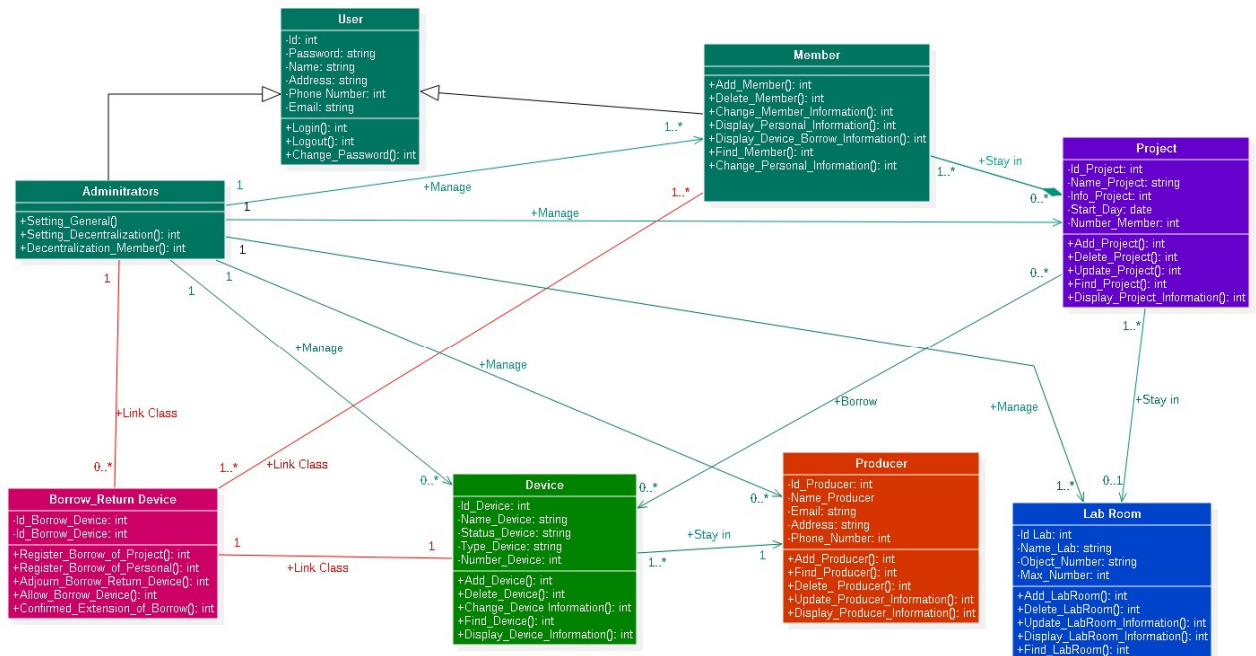 User
-Id: int
-Password: string
-Name: string
-Address: string
-Phone Number: int
-Email: string
+Login(): int
+Logout(): int
+Change_Password(): int
Member
+Add_Member(): int
+Delete_Member(): int
+Change_Member_Information(): int
+Display_Personal_Information(): int
+Display_Device_Borrow_Information(): int
+Find_Member(): int
+Change_Personal_Information(): int
Project
-Id_Project: int
-Name_Project: string
-Info_Project: int
-Start_Day: date
-Number_Member: int
+Add_Project(): int
+Delete_Project(): int
+Update_Project(): int
+Find_Project(): int
+Display_Project_Information(): int
Adminitrators
+Setting_General()
+Setting_Decentralization(): int
+Decentralization_Member(): int
1
+Manage
1..*
1
+Manage
0..*
1..*
+Stay in
1
1..*
0..*
1..*
1
1
1
+Manage
+Manage
+Borrow
+Manage
+Stay in
+Link Class
+Link Class
0..*
1..*
0..*
0..*
0..*
1..*
0..1
Borrow_Return Device
-Id_Borrow_Device: int
-Id_Borrow_Device: int
+Register_Borrow_of_Project(): int
+Register_Borrow_of_Personal(): int
+Adjourn_Borrow_Return_Device(): int
+Allow_Borrow_Device(): int
+Confirmed_Extension_of_Borrow(): int
1
+Link Class
1
Device
-Id_Device: int
-Name_Device: string
-Status_Device: string
-Type_Device: string
-Number_Device: int
+Add_Device(): int
+Delete_Device(): int
+Change_Device Information(): int
+Find_Device(): int
+Display_Device_Information(): int
+Stay in
1..*
1
Producer
-Id_Producer: int
-Name_Producer
-Email: string
-Address: string
-Phone_Number: int
+Add_Producer(): int
+Find_Producer(): int
+Delete_ Producer(): int
+Update_Producer_Information(): int
+Display_Producer_Information(): int
Lab Room
-Id Lab: int
-Name_Lab: string
-Object_Number: string
-Max_Number: int
+Add_LabRoom(): int
+Delete_LabRoom(): int
+Update_LabRoom_Information(): int
+Display_LabRoom_Information(): int
+Find_LabRoom(): int